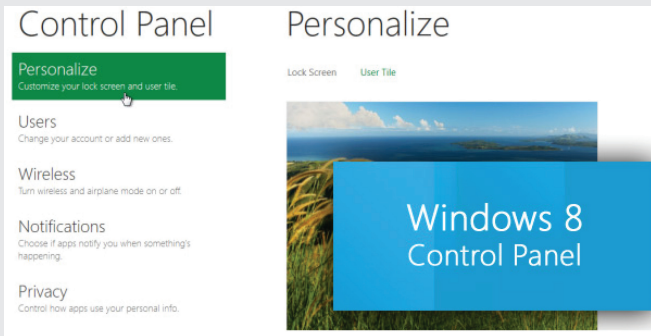 Control Panel
Personalize
Customize your lock screen and user tile.
Users
Change your account or add new ones.
Wireless
Turn wireless and airplane mode on or off.
Notifications
Choose if apps notify you when something's
happening.
Privacy
Control how apps use your personal info.
Personalize
Lock Screen User Tile
Windows 8
Control Panel